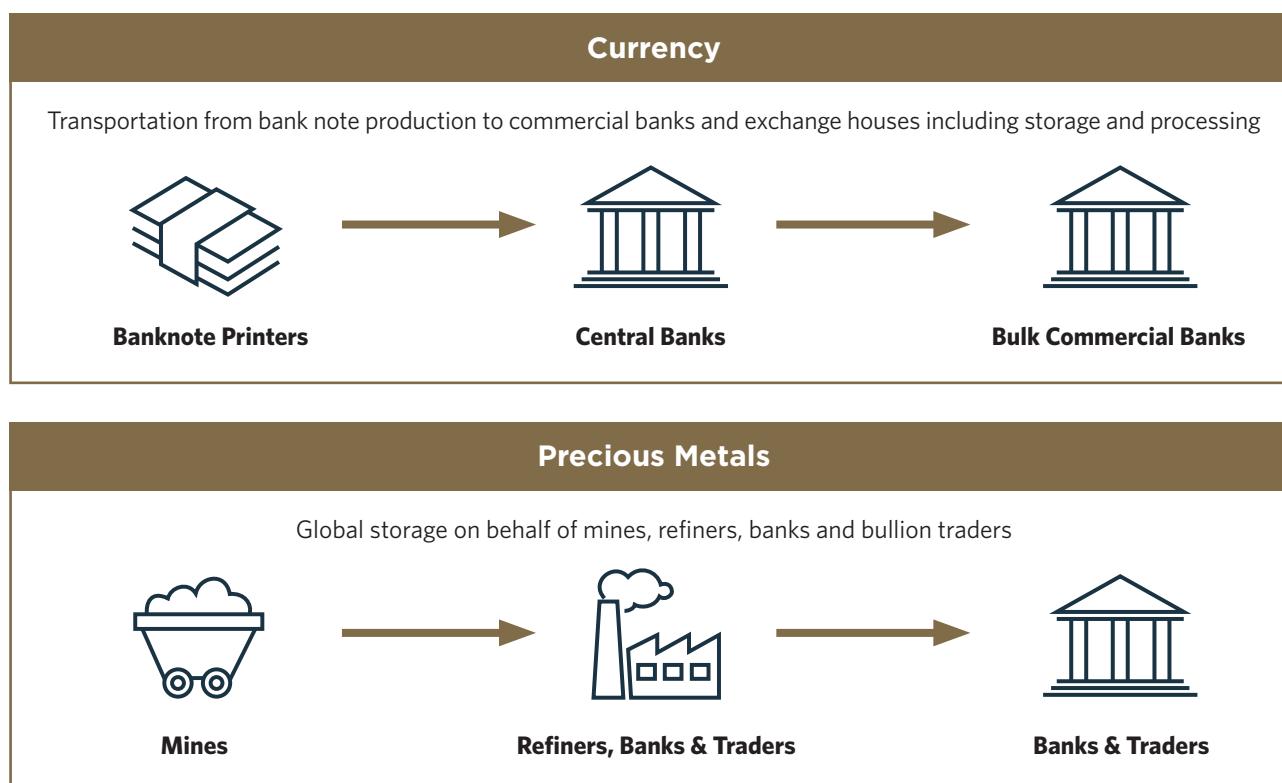 Currency
Transportation from bank note production to commercial banks and exchange houses including storage and processing
Banknote Printers
Central Banks
Bulk Commercial Banks
Precious Metals
Global storage on behalf of mines, refiners, banks and bullion traders
Mines
Refiners, Banks & Traders
Banks & Traders